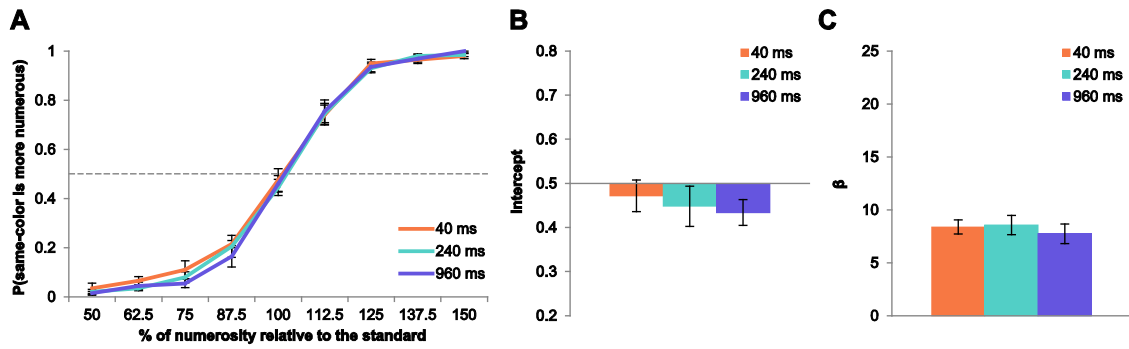 A
P(same-color is more numerous)
1
0.8
0.6
0.4
0.2
0
40 ms
240 ms
960 ms
50 62.5 75 87.5 100 112.5 125 137.5 150
% of numerosity relative to the standard
B
Intercept
0.8
0.7
0.6
0.5
0.4
0.3
0.2
40 ms
240 ms
960 ms
C
β
25
20
15
10
5
0
40 ms
240 ms
960 ms